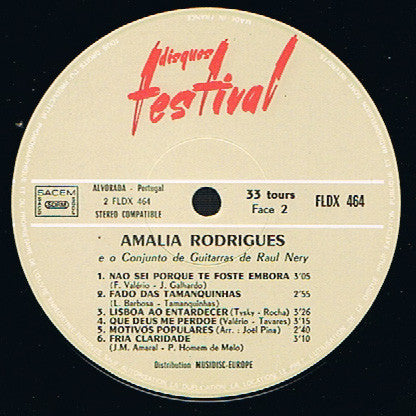 disques
festival
SACEM
SDRM
ALVORADA - Portugal
2 FLDX 464
STEREO COMPATIBLE
33 tours
Face 2
FLDX 464
AMALIA RODRIGUES
e o Conjunto de Guitarras de Raul Nery
1. NAO SEI PORQUE TE FOSTE EMBORA 3'05
(F. Valério - J. Galhardo)
2. FADO DAS TAMANQUINHAS 2'55
(L. Barbosa - Tamanquinhas)
3. LISBOA AO ENTARDECER (Tysky - Rocha) 3'26
4. QUE DEUS ME PERDOE (Valério - Tavares) 3'15
5. MOTIVOS POPULARES (Arr. : Joel Pina) 2'40
6. FRIA CLARIDADE 3'10
(J.M. Amaral - P. Homem de Melo)
Distribution MUSIDISC-EUROPE